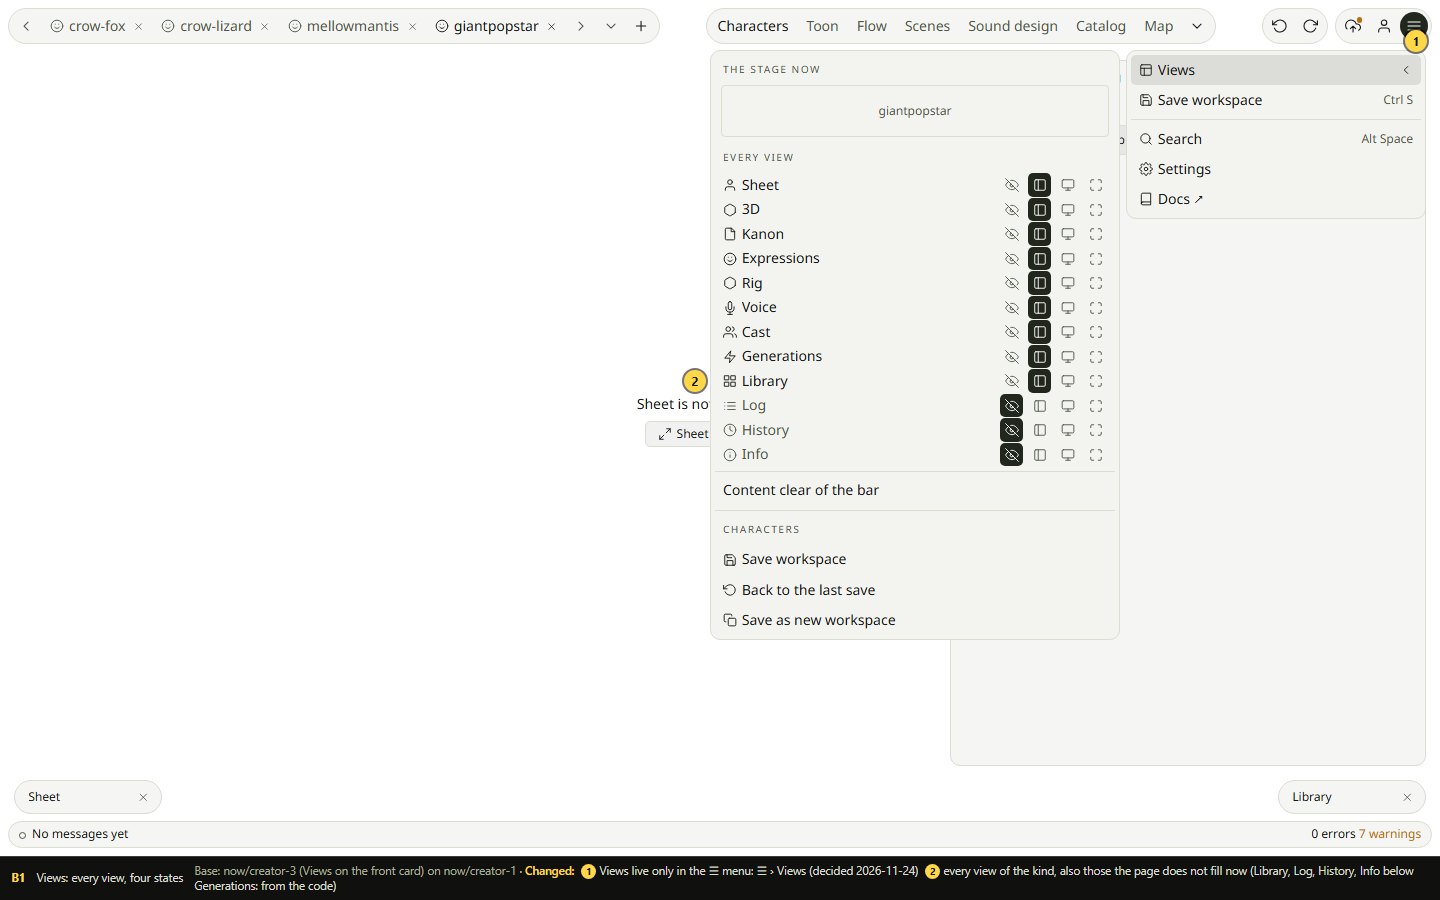 crow-fox
crow-lizard
mellowmantis
giantpopstar
Characters Toon Flow Scenes Sound design Catalog Map
1
THE STAGE NOW
giantpopstar
Views
Save workspace Ctrl S
Search Alt Space
Settings
Docs ↗
EVERY VIEW
Sheet
3D
Kanon
Expressions
Rig
Voice
Cast
Generations
Library
Log
History
Info
Content clear of the bar
CHARACTERS
Save workspace
Back to the last save
Save as new workspace
2
Sheet is no
Sheet
Sheet
Library
No messages yet
0 errors 7 warnings
B1 Views: every view, four states
Base: now/creator-3 (Views on the front card) on now/creator-1 · Changed: 1 Views live only in the ☰ menu: ☰ › Views (decided 2026-11-24) 2 every view of the kind, also those the page does not fill now (Library, Log, History, Info below
Generations: from the code)